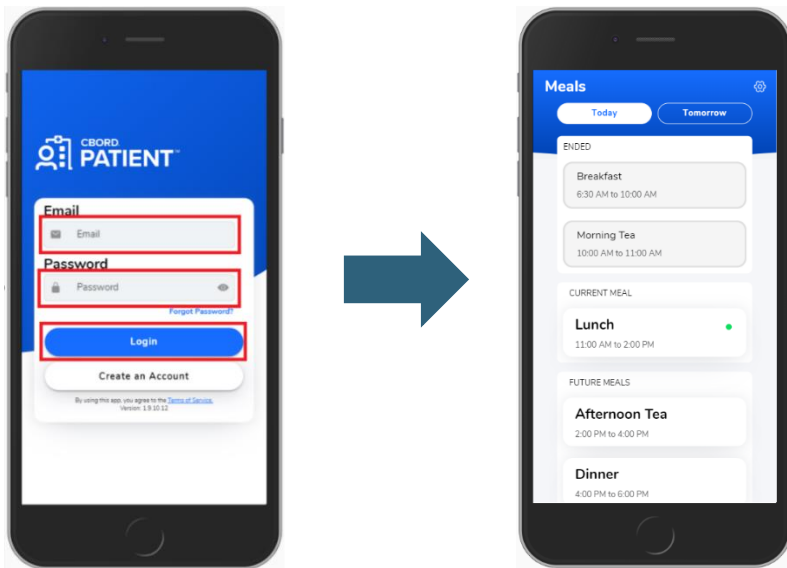 CBORD
PATIENT™
Email
Email
Password
Password
Forgot Password?
Login
Create an Account
By using this app, you agree to the Terms of Service.
Version: 1.9.10.12
Meals
Today Tomorrow
ENDED
Breakfast
6:30 AM to 10:00 AM
Morning Tea
10:00 AM to 11:00 AM
CURRENT MEAL
Lunch
11:00 AM to 2:00 PM
FUTURE MEALS
Afternoon Tea
2:00 PM to 4:00 PM
Dinner
4:00 PM to 6:00 PM